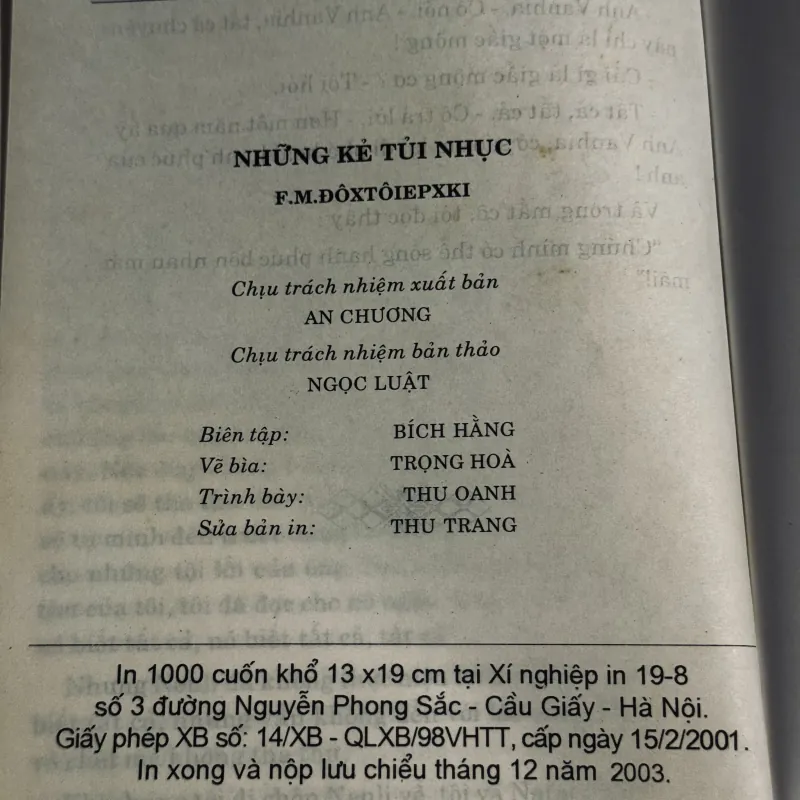 NHỮNG KẺ TỦI NHỤC
F.M.ĐÔXTÔIEPXKI
Chịu trách nhiệm xuất bản
AN CHƯƠNG
Chịu trách nhiệm bản thảo
NGỌC LUẬT
Biên tập: BÍCH HẰNG
Vẽ bìa: TRỌNG HOÀ
Trình bày: THU OANH
Sửa bản in: THU TRANG
In 1000 cuốn khổ 13 x19 cm tại Xí nghiệp in 19-8
số 3 đường Nguyễn Phong Sắc - Cầu Giấy - Hà Nội.
Giấy phép XB số: 14/XB - QLXB/98VHTT, cấp ngày 15/2/2001.
In xong và nộp lưu chiểu tháng 12 năm 2003.